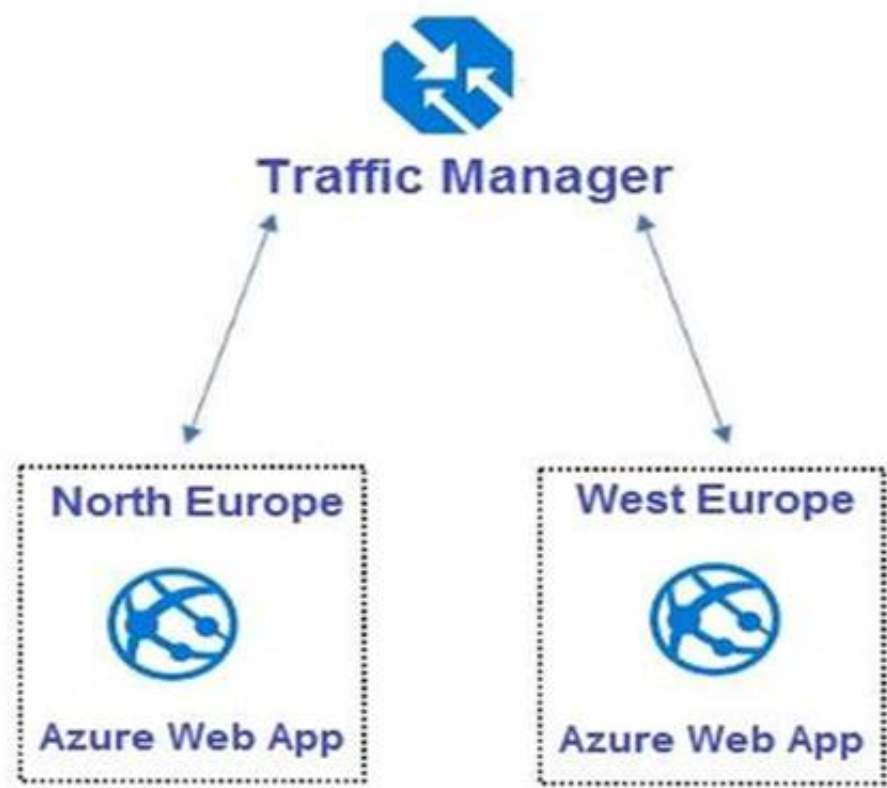 Traffic Manager
North Europe
Azure Web App
West Europe
Azure Web App